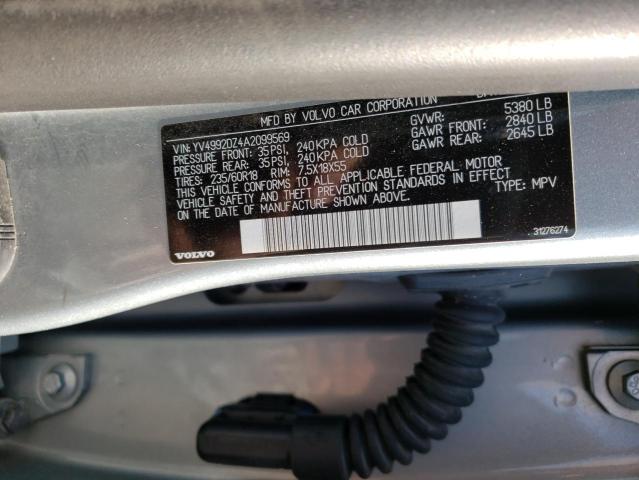 MFD BY VOLVO CAR CORPORATION
VIN: YV4992DZ4A2099569
PRESSURE FRONT: 35PSI, 240KPA COLD
PRESSURE REAR: 35PSI, 240KPA COLD
TIRES: 235/60R18 RIM: 7.5X18X55
GVWR: 5380 LB
GAWR FRONT: 2840 LB
GAWR REAR: 2645 LB
THIS VEHICLE CONFORMS TO ALL APPLICABLE FEDERAL MOTOR
VEHICLE SAFETY AND THEFT PREVENTION STANDARDS IN EFFECT
ON THE DATE OF MANUFACTURE SHOWN ABOVE.
TYPE: MPV
31276274
VOLVO